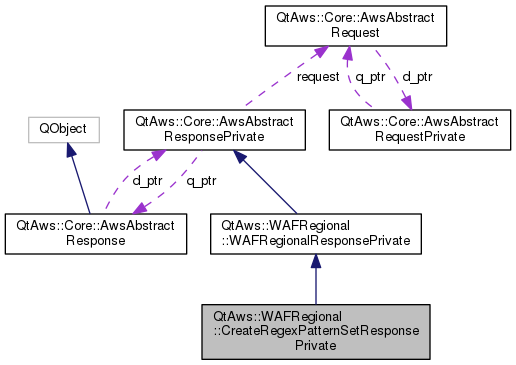 QtAws::Core::AwsAbstract
Request
request
q_ptr
d_ptr
QObject
QtAws::Core::AwsAbstract
ResponsePrivate
QtAws::Core::AwsAbstract
RequestPrivate
d_ptr
q_ptr
QtAws::Core::AwsAbstract
Response
QtAws::WAFRegional
::WAFRegionalResponsePrivate
QtAws::WAFRegional
::CreateRegexPatternSetResponse
Private